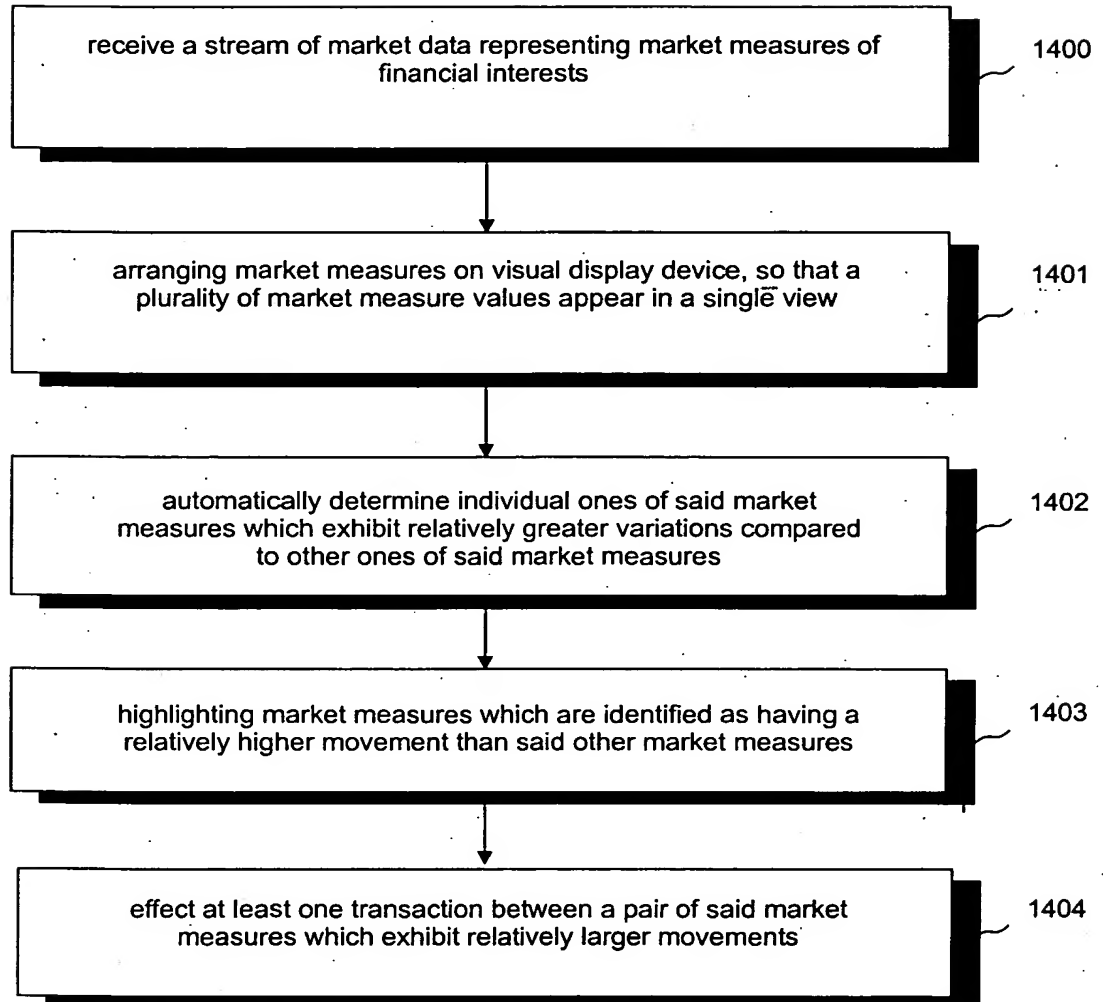 receive a stream of market data representing market measures of
financial interests
1400
arranging market measures on visual display device, so that a
plurality of market measure values appear in a single view
1401
automatically determine individual ones of said market
measures which exhibit relatively greater variations compared
to other ones of said market measures
1402
highlighting market measures which are identified as having a
relatively higher movement than said other market measures
1403
effect at least one transaction between a pair of said market
measures which exhibit relatively larger movements
1404